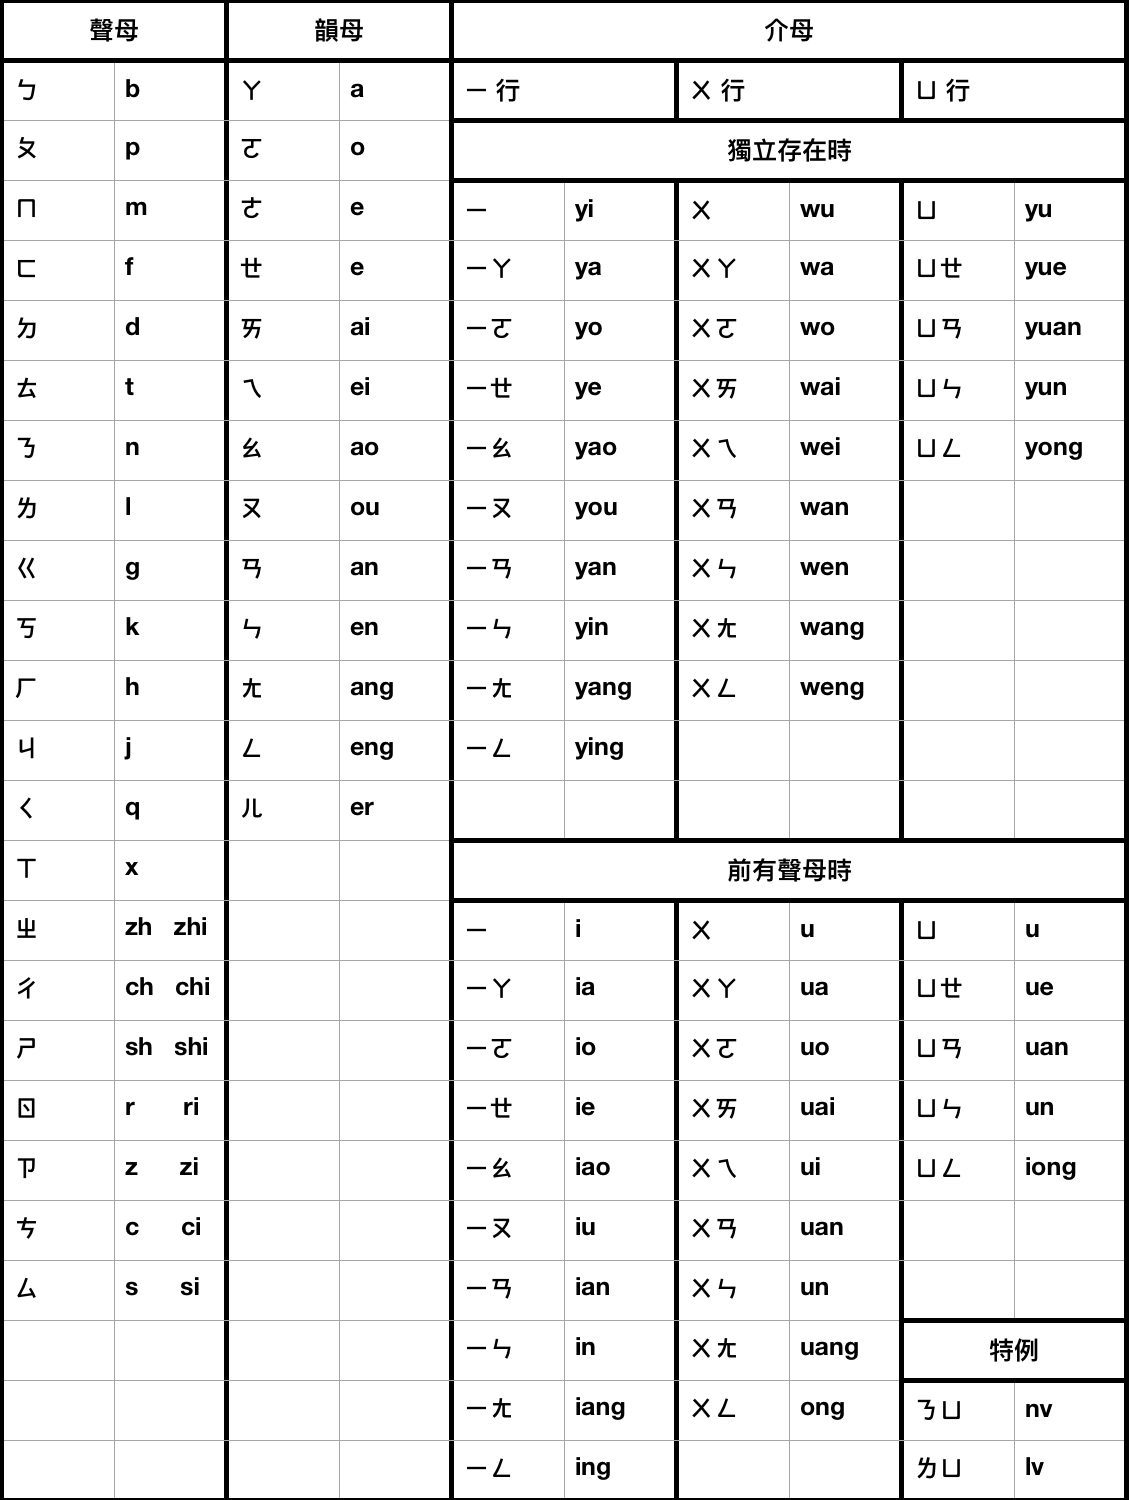 聲母 韻母 介母
ㄅ b ㄚ a ㄧ 行 ㄨ 行 ㄩ 行
ㄆ p ㄛ o 獨立存在時
ㄇ m ㄜ e ㄧ yi ㄨ wu ㄩ yu
ㄈ f ㄝ e ㄧㄚ ya ㄨㄚ wa ㄩㄝ yue
ㄉ d ㄞ ai ㄧㄛ yo ㄨㄛ wo ㄩㄢ yuan
ㄊ t ㄟ ei ㄧㄝ ye ㄨㄞ wai ㄩㄣ yun
ㄋ n ㄠ ao ㄧㄠ yao ㄨㄟ wei ㄩㄥ yong
ㄌ l ㄡ ou ㄧㄡ you ㄨㄢ wan
ㄍ g ㄢ an ㄧㄢ yan ㄨㄣ wen
ㄎ k ㄣ en ㄧㄣ yin ㄨㄤ wang
ㄏ h ㄤ ang ㄧㄤ yang ㄨㄥ weng
ㄐ j ㄥ eng ㄧㄥ ying
ㄑ q ㄦ er
ㄒ x 前有聲母時
ㄓ zh zhi ㄧ i ㄨ u ㄩ u
ㄔ ch chi ㄧㄚ ia ㄨㄚ ua ㄩㄝ ue
ㄕ sh shi ㄧㄛ io ㄨㄛ uo ㄩㄢ uan
ㄖ r ri ㄧㄝ ie ㄨㄞ uai ㄩㄣ un
ㄗ z zi ㄧㄠ iao ㄨㄟ ui ㄩㄥ iong
ㄘ c ci ㄧㄡ iu ㄨㄢ uan
ㄙ s si ㄧㄢ ian ㄨㄣ un
ㄧㄣ in ㄨㄤ uang 特例
ㄧㄤ iang ㄨㄥ ong ㄋㄩ nv
ㄧㄥ ing ㄌㄩ lv